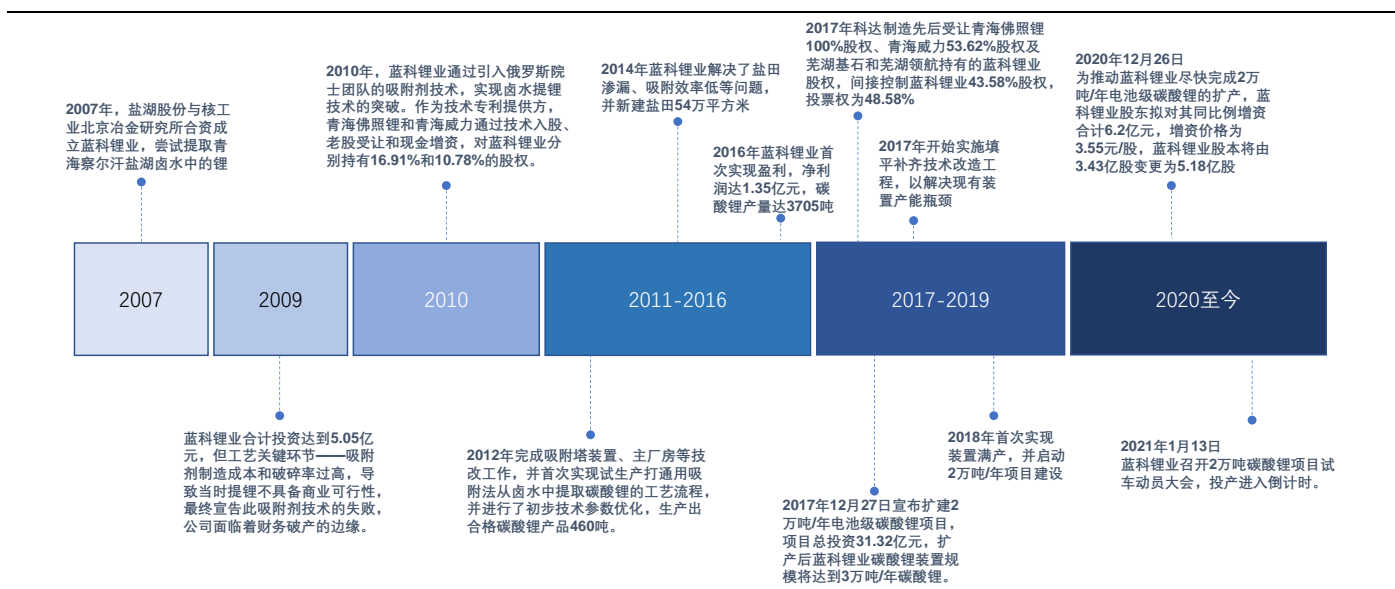 2007年，盐湖股份与核工
业北京冶金研究所合资成
立蓝科锂业，尝试提取青
海察尔汗盐湖卤水中的锂
2010年，蓝科锂业通过引入俄罗斯院
士团队的吸附剂技术，实现卤水提锂
技术的突破。作为技术专利提供方，
青海佛照锂和青海威力通过技术入股、
老股受让和现金增资，对蓝科锂业分
别持有16.91%和10.78%的股权。
2014年蓝科锂业解决了盐田
渗漏、吸附效率低等问题，
并新建盐田54万平方米
2016年蓝科锂业首
次实现盈利，净利
润达1.35亿元，碳
酸锂产量达3705吨
2017年科达制造先后受让青海佛照锂
100%股权、青海威力53.62%股权及
芜湖基石和芜湖领航持有的蓝科锂业
股权，间接控制蓝科锂业43.58%股权，
投票权为48.58%
2017年开始实施填
平补齐技术改造工
程，以解决现有装
置产能瓶颈
2020年12月26日
为推动蓝科锂业尽快完成2万
吨/年电池级碳酸锂的扩产，蓝
科锂业股东拟对其同比例增资
合计6.2亿元，增资价格为
3.55元/股，蓝科锂业股本将由
3.43亿股变更为5.18亿股
2007
2009
2010
2011-2016
2017-2019
2020至今
蓝科锂业合计投资达到5.05亿
元，但工艺关键环节——吸附
剂制造成本和破碎率过高，导
致当时提锂不具备商业可行性，
最终宣告此吸附剂技术的失败，
公司面临着财务破产的边缘。
2012年完成吸附塔装置、主厂房等技
改工作，并首次实现试生产打通用吸
附法从卤水中提取碳酸锂的工艺流程，
并进行了初步技术参数优化，生产出
合格碳酸锂产品460吨。
2017年12月27日宣布扩建2
万吨/年电池级碳酸锂项目，
项目总投资31.32亿元，扩
产后蓝科锂业碳酸锂装置规
模将达到3万吨/年碳酸锂。
2018年首次实现
装置满产，并启动
2万吨/年项目建设
2021年1月13日
蓝科锂业召开2万吨碳酸锂项目试
车动员大会，投产进入倒计时。